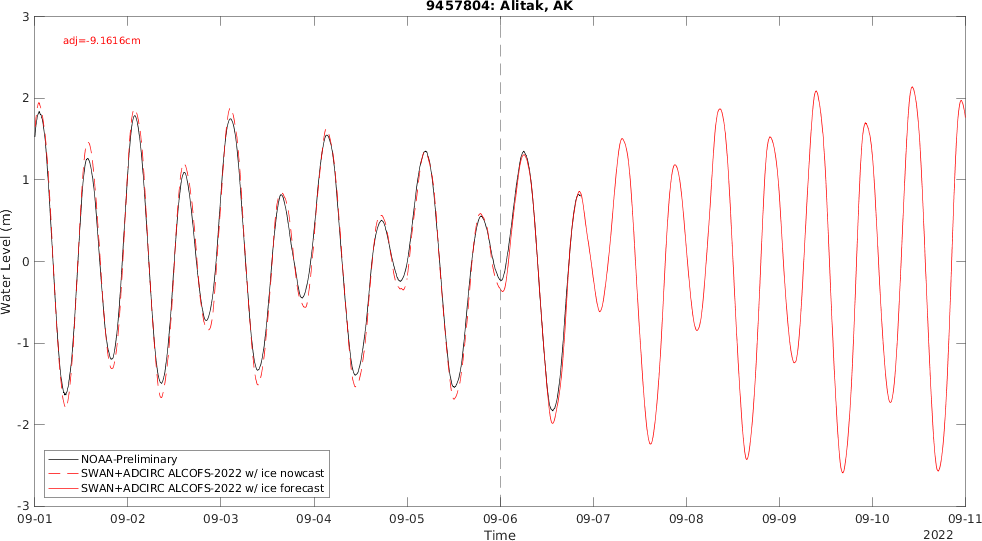 9457804: Alitak, AK
adj=-9.1616cm
Water Level (m)
3
2
1
0
-1
-2
-3
NOAA-Preliminary
SWAN+ADCIRC ALCOFS-2022 w/ ice nowcast
SWAN+ADCIRC ALCOFS-2022 w/ ice forecast
09-01 09-02 09-03 09-04 09-05 09-06 09-07 09-08 09-09 09-10 09-11
Time
2022